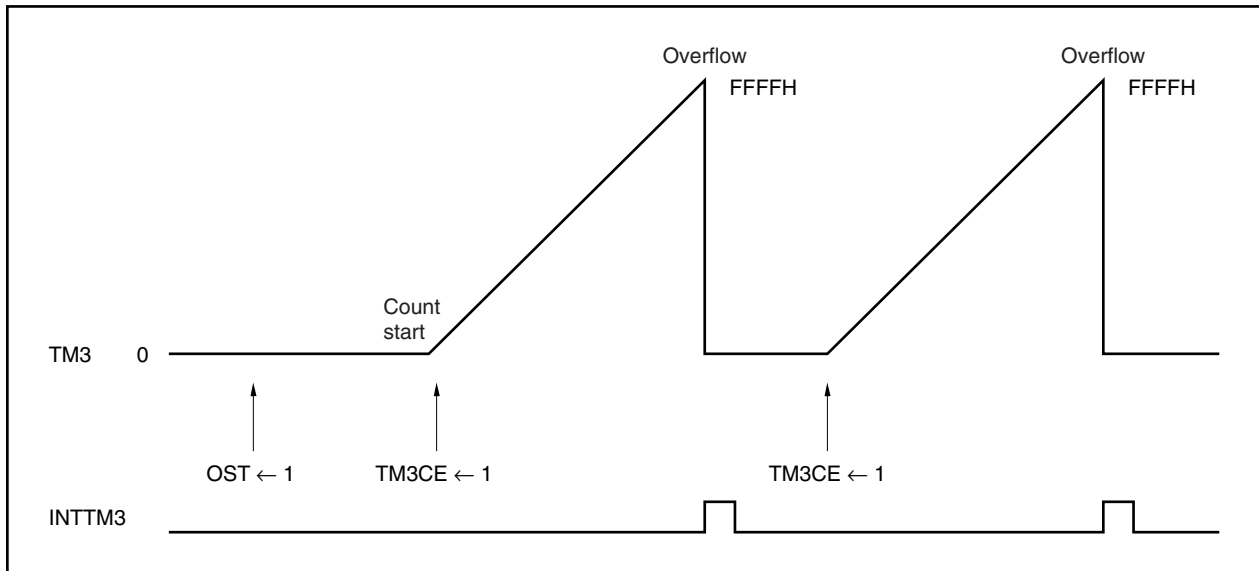 Overflow
Overflow
FFFFH
FFFFH
Count
start
TM3 0
OST ← 1
TM3CE ← 1
TM3CE ← 1
INTTM3